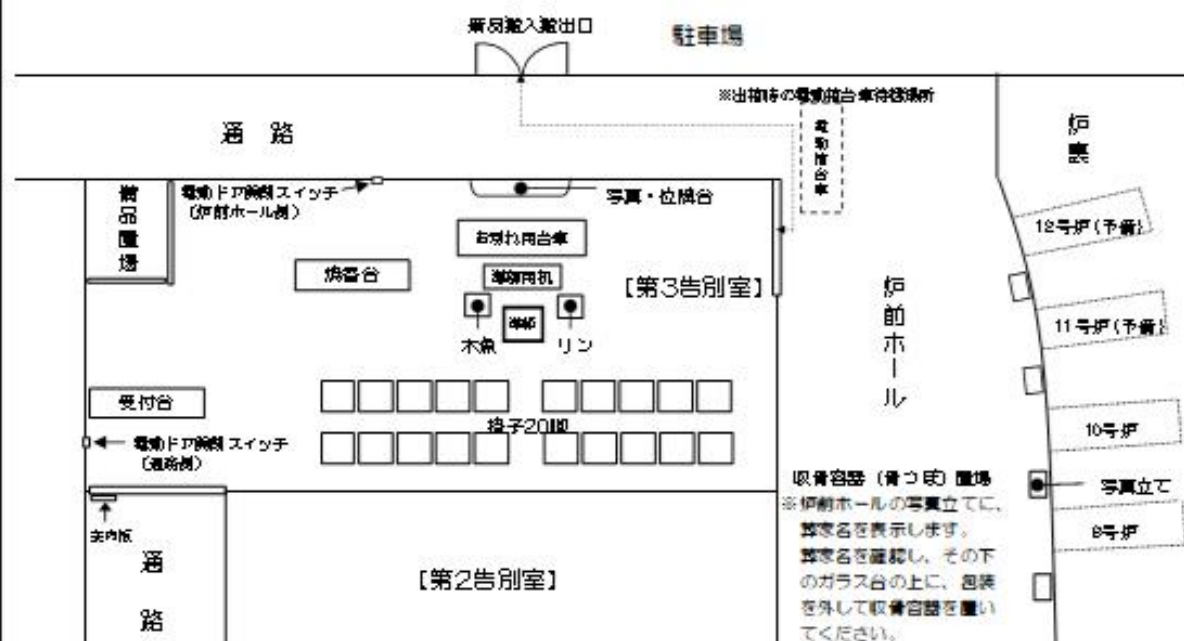 祭具搬入搬出口
駐車場
※出棺時の電動棺台車待機場所
通路
電動棺台車
炉裏
備品置場
電動ドア開閉スイッチ
（炉前ホール側）
写真・位牌台
お別れ用台車
焼香台
導師用机
【第3告別室】
導師
木魚
リン
炉前ホール
12号炉（予備）
11号炉（予備）
10号炉
写真立て
受付台
椅子20脚
電動ドア開閉スイッチ
（通路側）
案内板
通路
【第2告別室】
収骨容器（骨つぼ）置場
※炉前ホールの写真立てに、
葬家名を表示します。
葬家名を確認し、その下
のガラス台の上に、包装
を外して収骨容器を置い
てください。